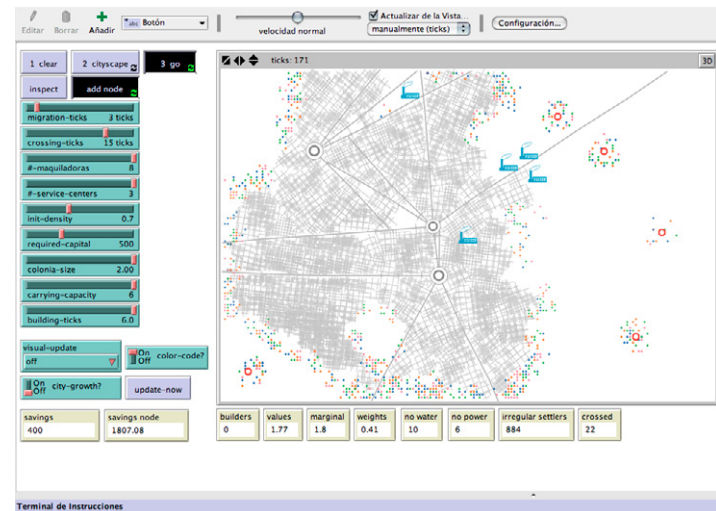 Editar Borrar Añadir abc Botón velocidad normal Actualizar de la Vista... manualmente (ticks) Configuración...
1 clear 2 cityscape 3 go
ticks: 171 3D
inspect add node
migration-ticks 3 ticks
crossing-ticks 15 ticks
#-maquiladoras 8
#-service-centers 3
init-density 0.7
required-capital 500
colonia-size 2.00
carrying-capacity 6
building-ticks 6.0
visual-update
off
On
Off color-code?
On
Off city-growth?
update-now
savings
400
savings node
1807.08
builders
0
values
1.77
marginal
1.8
weights
0.41
no water
10
no power
6
irregular settlers
884
crossed
22
Terminal de Instrucciones